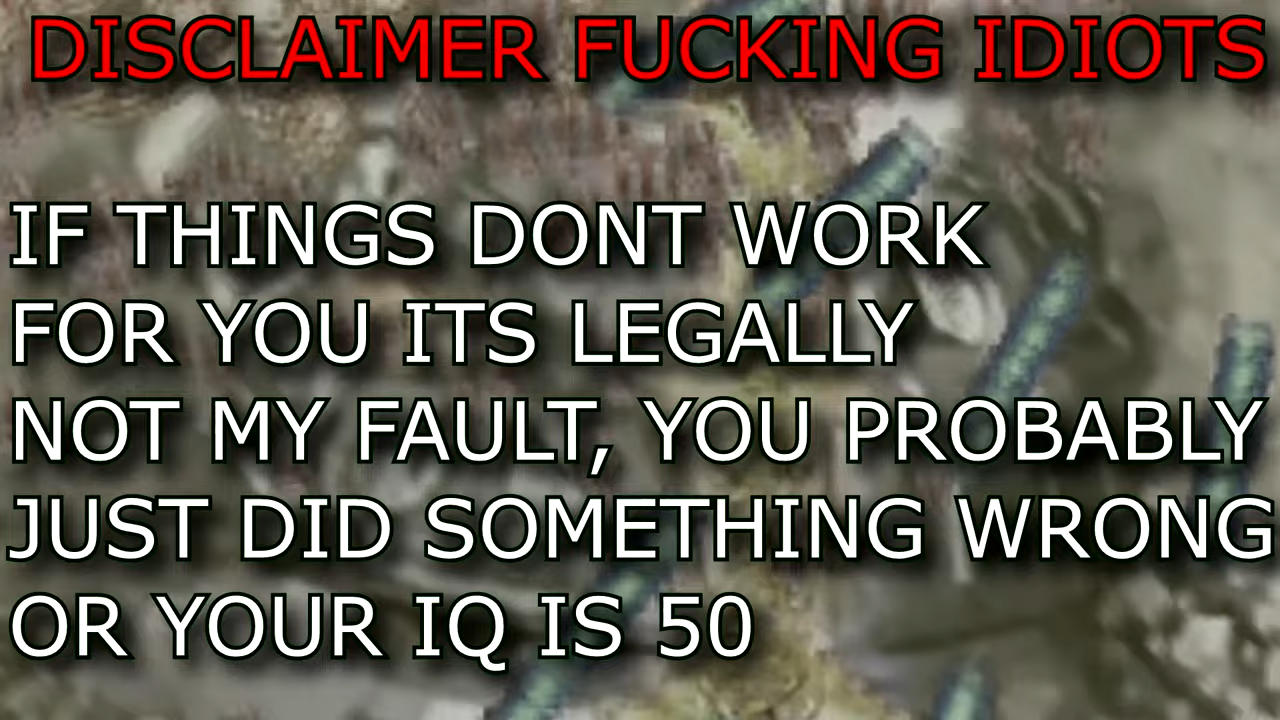 DISCLAIMER FUCKING IDIOTS
IF THINGS DONT WORK
FOR YOU ITS LEGALLY
NOT MY FAULT, YOU PROBABLY
JUST DID SOMETHING WRONG
OR YOUR IQ IS 50